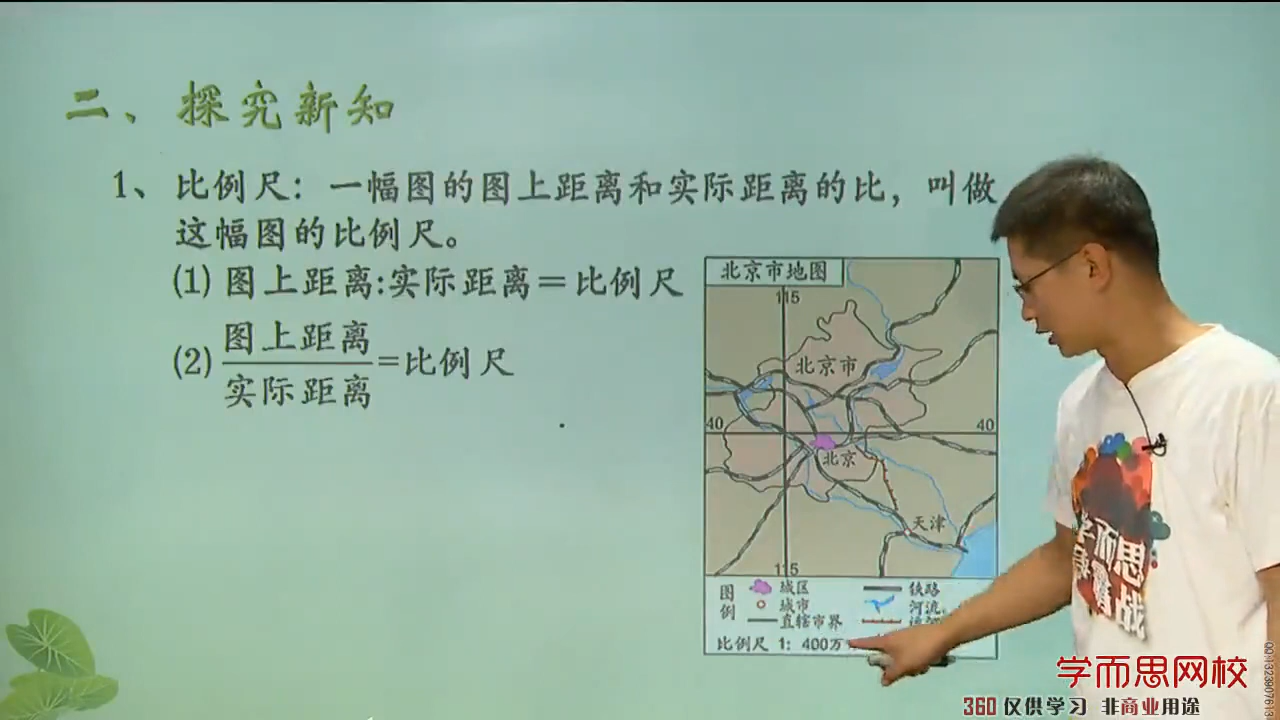 二、探究新知
1、比例尺：一幅图的图上距离和实际距离的比，叫做
这幅图的比例尺。
(1) 图上距离:实际距离=比例尺
(2) 图上距离
实际距离
=比例尺
北京市地图
115
北京市
40
40
北京
天津
115
图例
城区
铁路
城市
河流
直辖市界
比例尺 1：400万
学而思
战
学而思网校
360 仅供学习 非商业用途